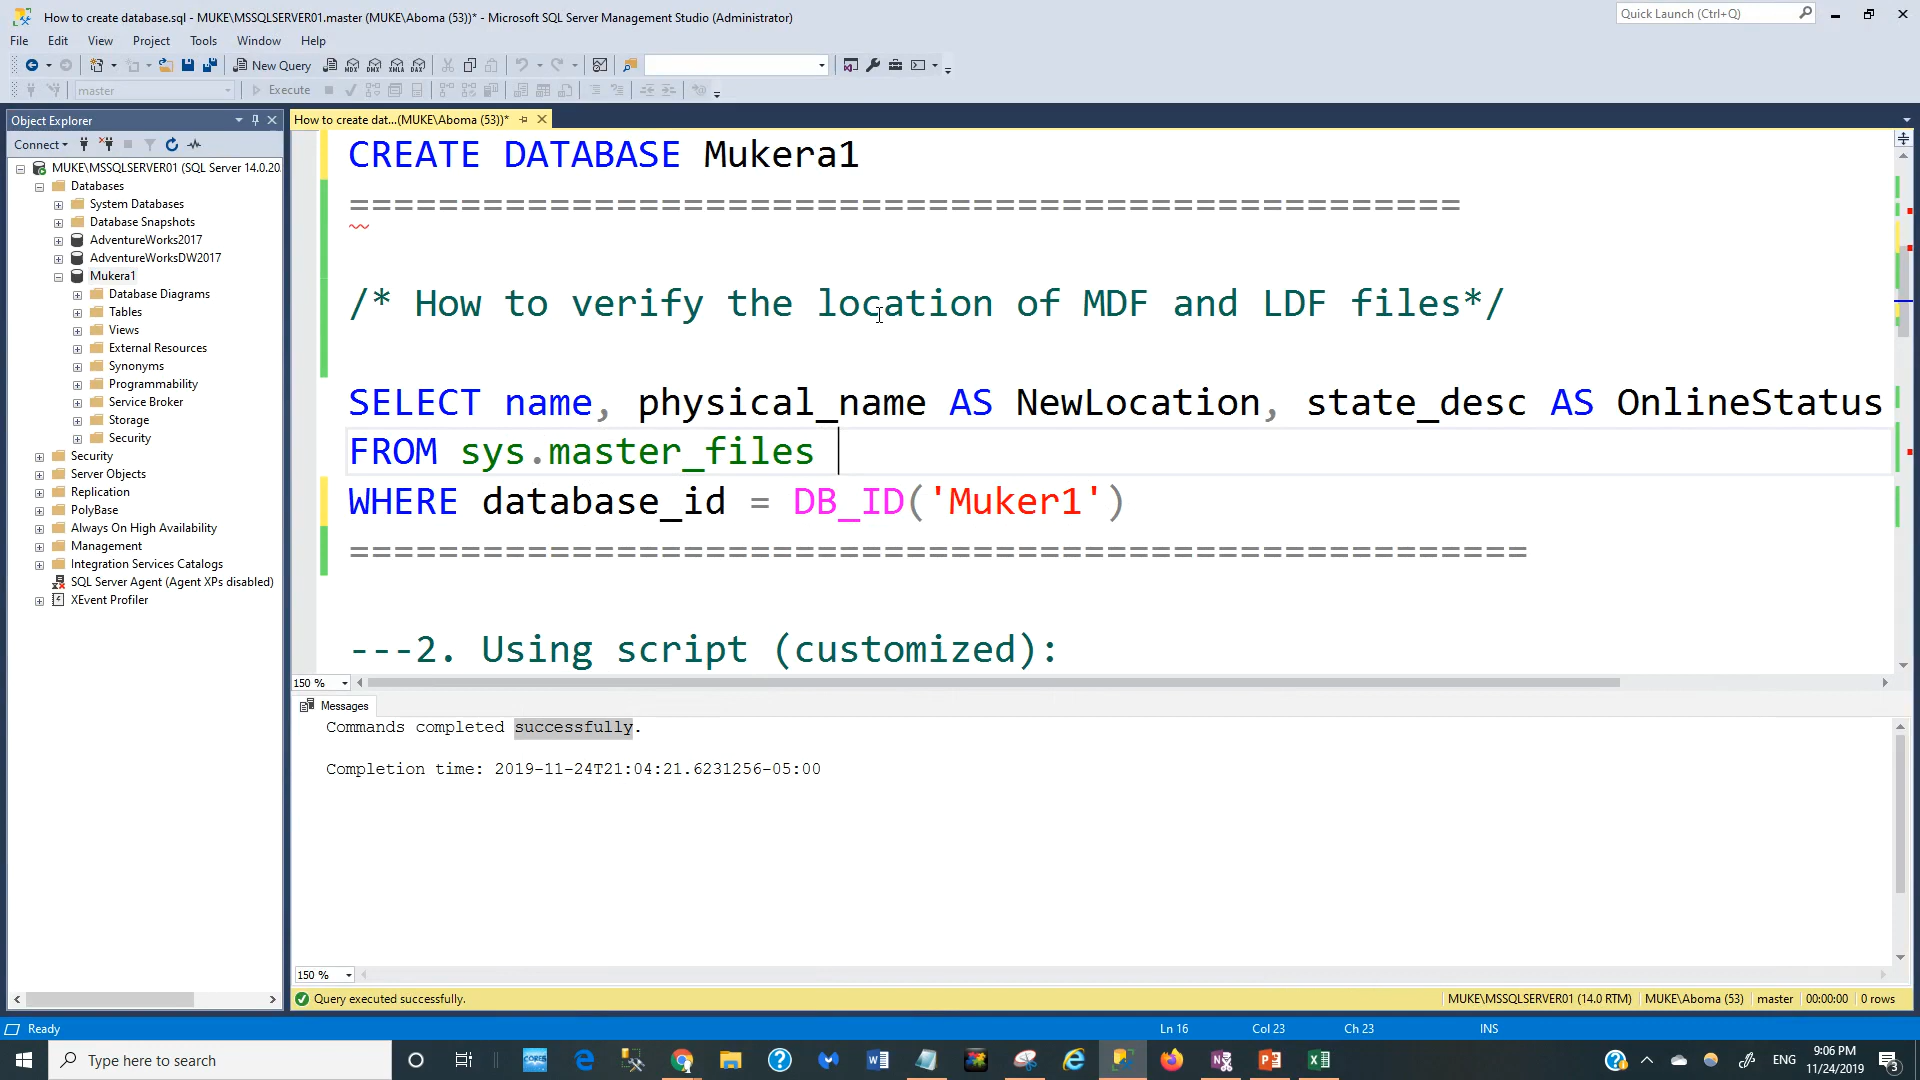 How to create database.sql - MUKE\MSSQLSERVER01.master (MUKE\Aboma (53))* - Microsoft SQL Server Management Studio (Administrator)
Quick Launch (Ctrl+Q)
File Edit View Project Tools Window Help
New Query
MDX DMX XMLA DAX
master
Execute
Object Explorer
Connect
MUKE\MSSQLSERVER01 (SQL Server 14.0.20
Databases
System Databases
Database Snapshots
AdventureWorks2017
AdventureWorksDW2017
Mukera1
Database Diagrams
Tables
Views
External Resources
Synonyms
Programmability
Service Broker
Storage
Security
Security
Server Objects
Replication
PolyBase
Always On High Availability
Management
Integration Services Catalogs
SQL Server Agent (Agent XPs disabled)
XEvent Profiler
How to create dat...(MUKE\Aboma (53))*
CREATE DATABASE Mukera1
==================================================
/* How to verify the location of MDF and LDF files*/
SELECT name, physical_name AS NewLocation, state_desc AS OnlineStatus
FROM sys.master_files
WHERE database_id = DB_ID('Muker1')
=====================================================
---2. Using script (customized):
150 %
Messages
Commands completed successfully.
Completion time: 2019-11-24T21:04:21.6231256-05:00
150 %
Query executed successfully.
MUKE\MSSQLSERVER01 (14.0 RTM) MUKE\Aboma (53) master 00:00:00 0 rows
Ready
Ln 16 Col 23 Ch 23 INS
Type here to search
ENG
9:06 PM
11/24/2019
3